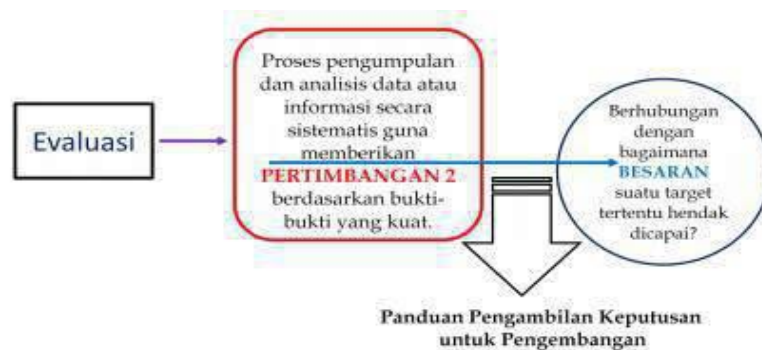 Evaluasi
Proses pengumpulan
dan analisis data atau
informasi secara
sistematis guna
memberikan
PERTIMBANGAN 2
berdasarkan bukti-
bukti yang kuat.
Berhubungan
dengan
bagaimana
BESARAN
suatu target
tertentu hendak
dicapai?
Panduan Pengambilan Keputusan
untuk Pengembangan